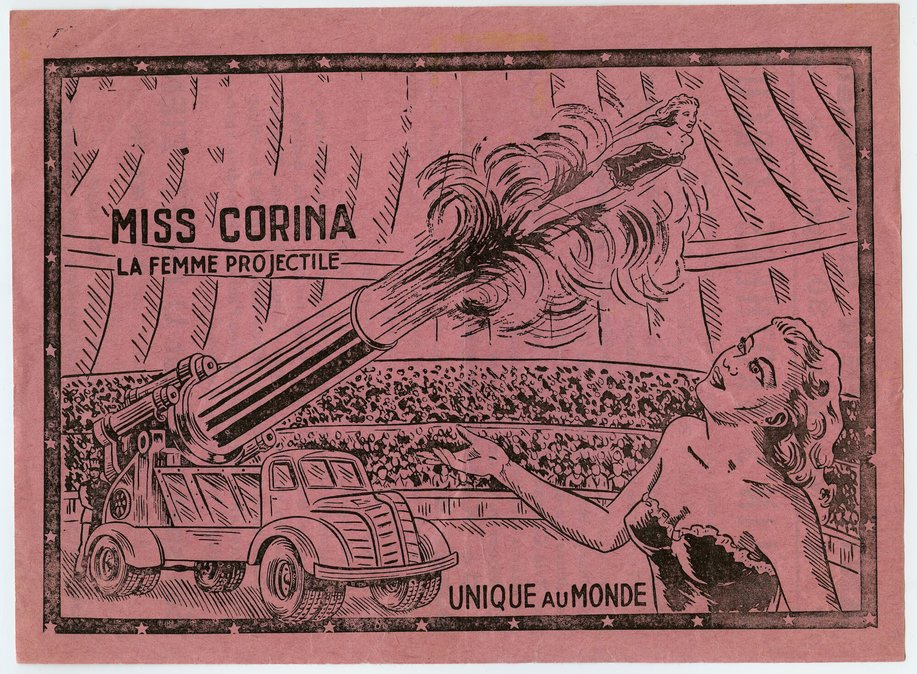 MISS CORINA
LA FEMME PROJECTILE
UNIQUE AU MONDE